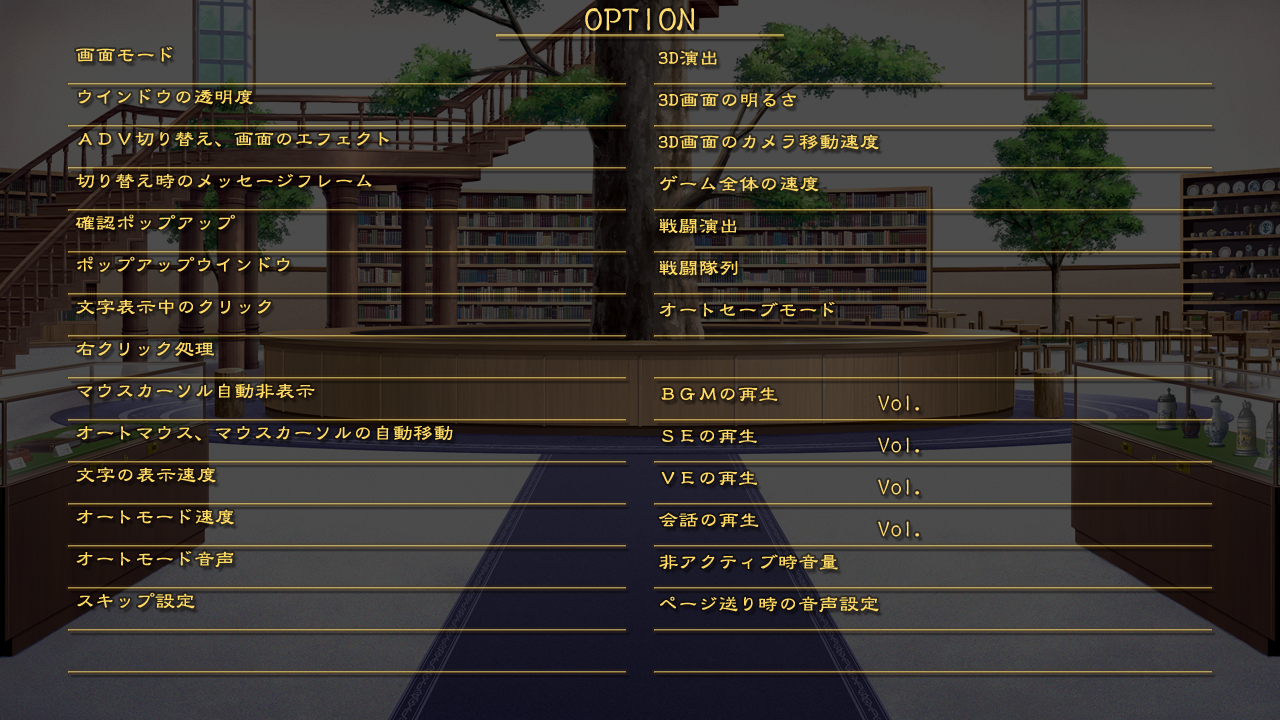 OPTION
画面モード
ウインドウの透明度
ＡＤＶ切り替え、画面のエフェクト
切り替え時のメッセージフレーム
確認ポップアップ
ポップアップウインドウ
文字表示中のクリック
右クリック処理
マウスカーソル自動非表示
オートマウス、マウスカーソルの自動移動
文字の表示速度
オートモード速度
オートモード音声
スキップ設定
3D演出
3D画面の明るさ
3D画面のカメラ移動速度
ゲーム全体の速度
戦闘演出
戦闘隊列
オートセーブモード
ＢＧＭの再生 Vol.
ＳＥの再生 Vol.
ＶＥの再生 Vol.
会話の再生 Vol.
非アクティブ時音量
ページ送り時の音声設定